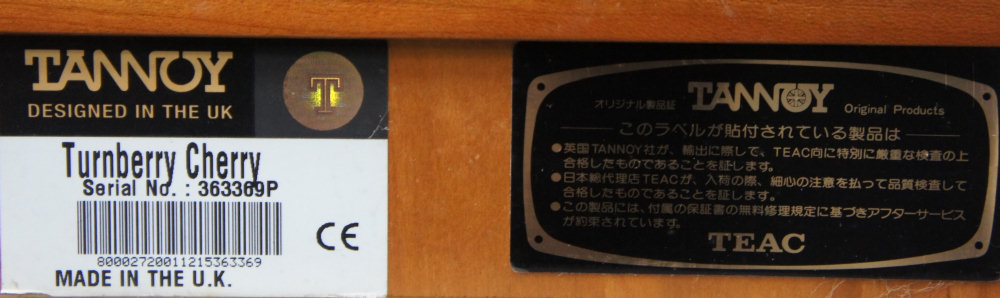 TANNOY
DESIGNED IN THE UK
T
Turnberry Cherry
Serial No. : 363369P
80002720011215363369
CE
MADE IN THE U.K.
オリジナル製品証 TANNOY Original Products
このラベルが貼付されている製品は
●英国TANNOY社が、輸出に際して、TEAC向に特別に厳重な検査の上
合格したものであることを証します。
●日本総代理店TEACが、入荷の際、細心の注意を払って品質検査して
合格したものであることを証します。
●この製品には、付属の保証書の無料修理規定に基づきアフターサービス
が約束されています。
TEAC